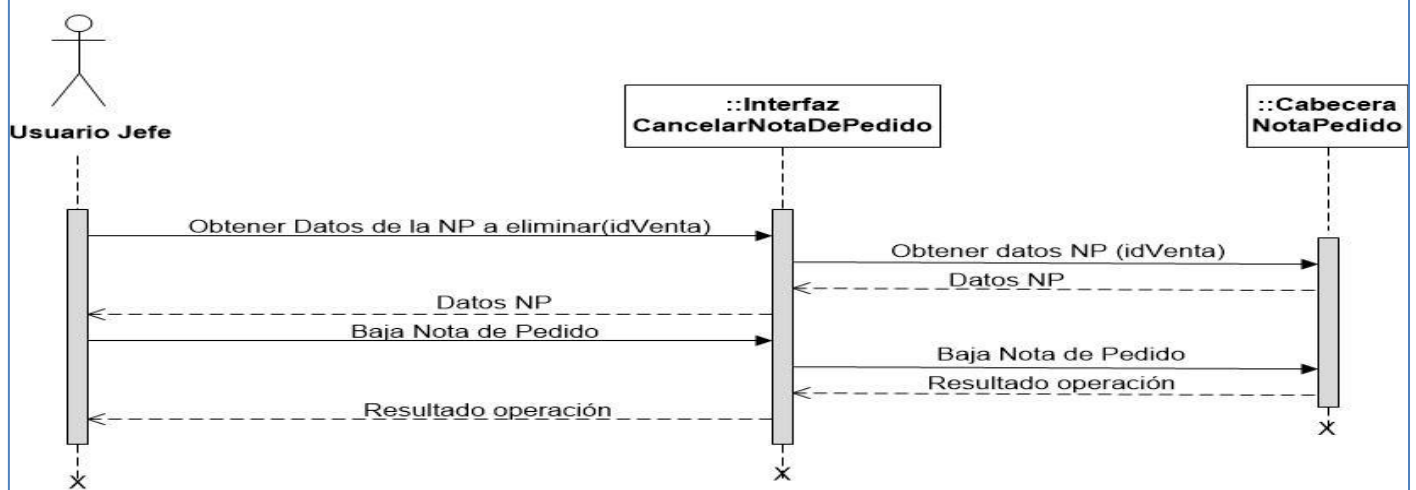 ::Interfaz
CancelarNotaDePedido
::Cabecera
NotaPedido
Usuario Jefe
Obtener Datos de la NP a eliminar(idVenta)
Obtener datos NP (idVenta)
Datos NP
Datos NP
Baja Nota de Pedido
Baja Nota de Pedido
Resultado operación
Resultado operación
X
X
X